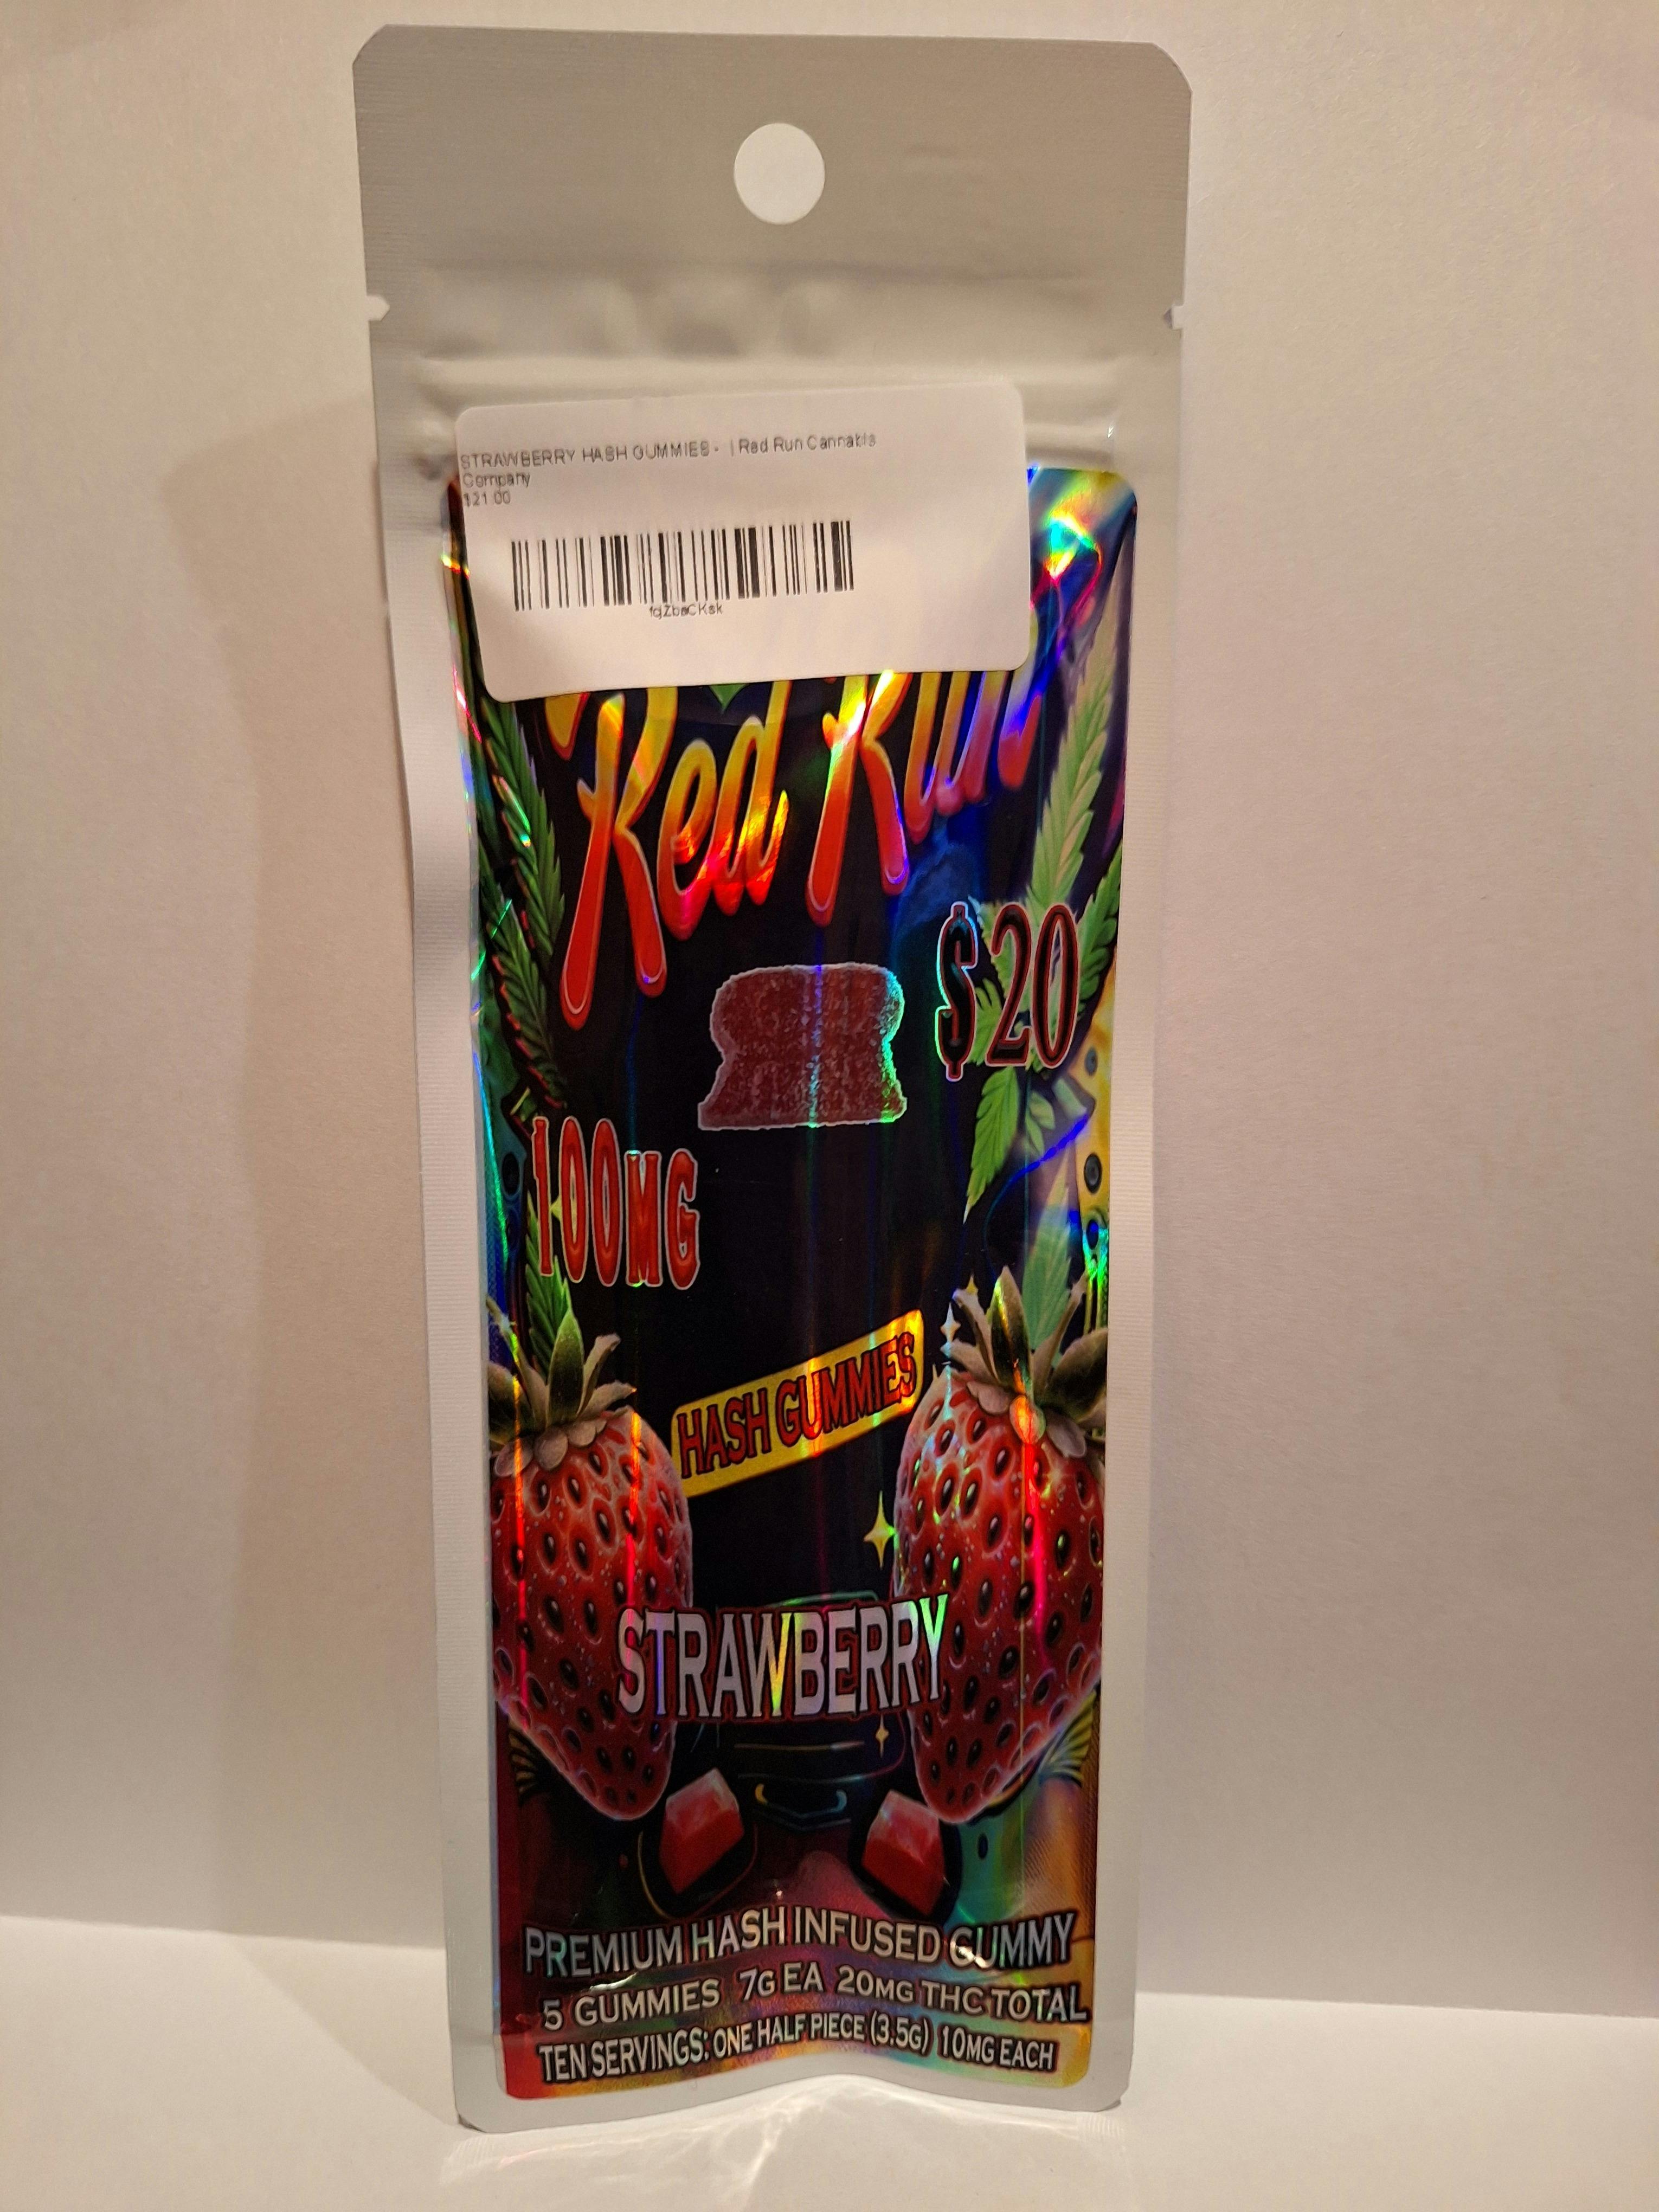 STRAWBERRY HASH GUMMIES - | Red Run Cannabis
Company
$21.00
Red Run
$20
100MG
HASH GUMMIES
STRAWBERRY
PREMIUM HASH INFUSED GUMMY
5 GUMMIES 7G EA 20MG THC TOTAL
TEN SERVINGS: ONE HALF PIECE (3.5G) 10MG EACH